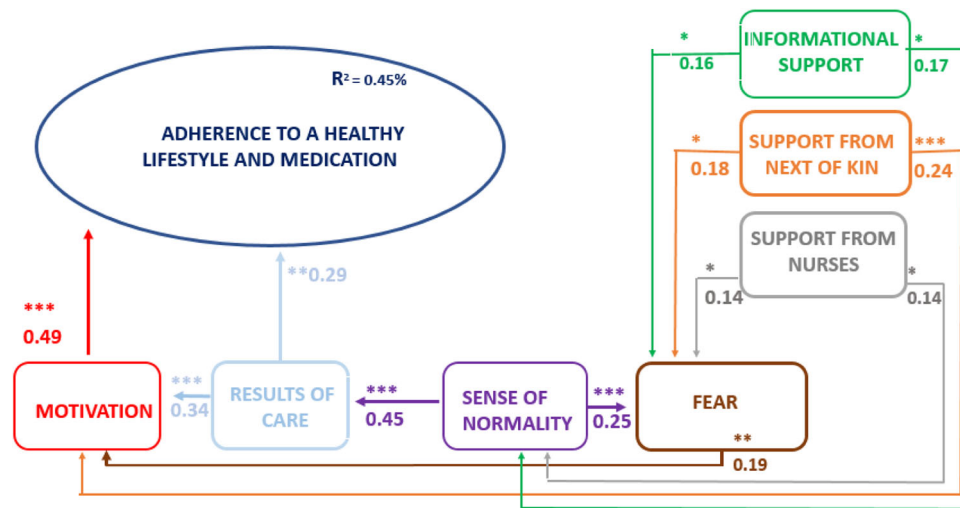 R² = 0.45%
ADHERENCE TO A HEALTHY
LIFESTYLE AND MEDICATION
INFORMATIONAL
SUPPORT
*
0.16
*
0.17
SUPPORT FROM
NEXT OF KIN
*
0.18
***
0.24
SUPPORT FROM
NURSES
*
0.14
*
0.14
***
0.49
**0.29
MOTIVATION
***
0.34
RESULTS OF
CARE
***
0.45
SENSE OF
NORMALITY
***
0.25
FEAR
**
0.19